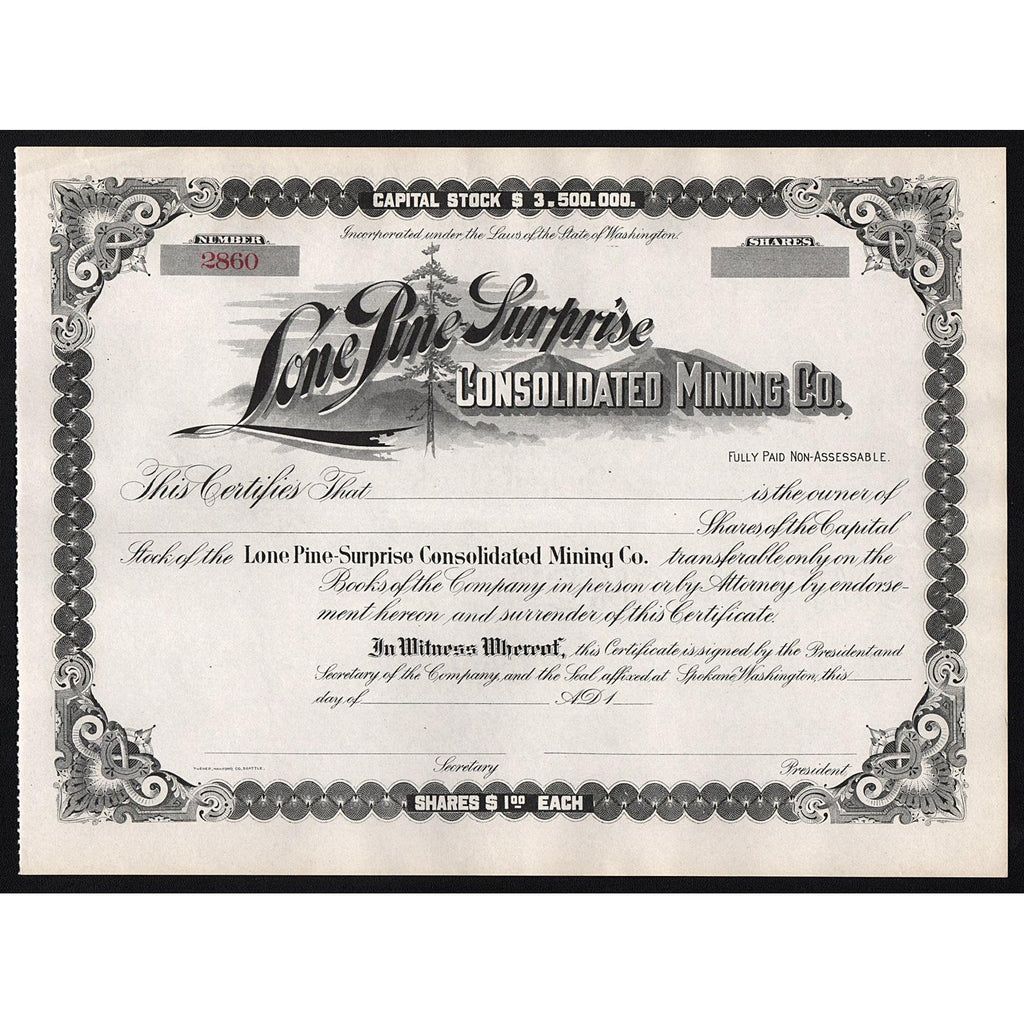 CAPITAL STOCK $ 3,500,000.
Incorporated under the Laws of the State of Washington.
NUMBER
2860
SHARES
Lone Pine-Surprise
CONSOLIDATED MINING CO.
FULLY PAID NON-ASSESSABLE.
This Certifies That is the owner of
Shares of the Capital
Stock of the Lone Pine-Surprise Consolidated Mining Co. transferable only on the
Books of the Company in person or by Attorney by endorse-
ment hereon and surrender of this Certificate.
In Witness Whereof, this Certificate is signed by the President and
Secretary of the Company, and the Seal affixed at Spokane Washington, this
day of A.D. 1
Secretary
President
SEATTLE.
SHARES $1 00 EACH